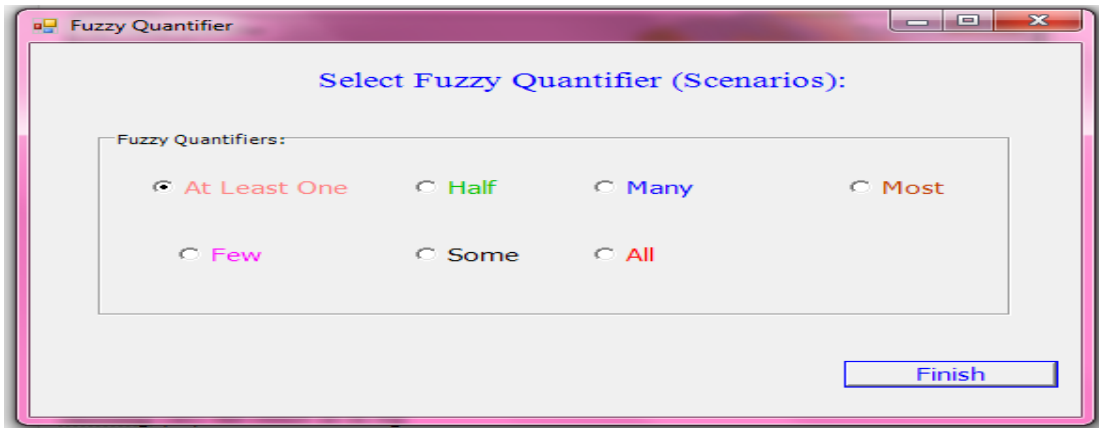 Fuzzy Quantifier
Select Fuzzy Quantifier (Scenarios):
Fuzzy Quantifiers:
At Least One Half Many Most
Few Some All
Finish